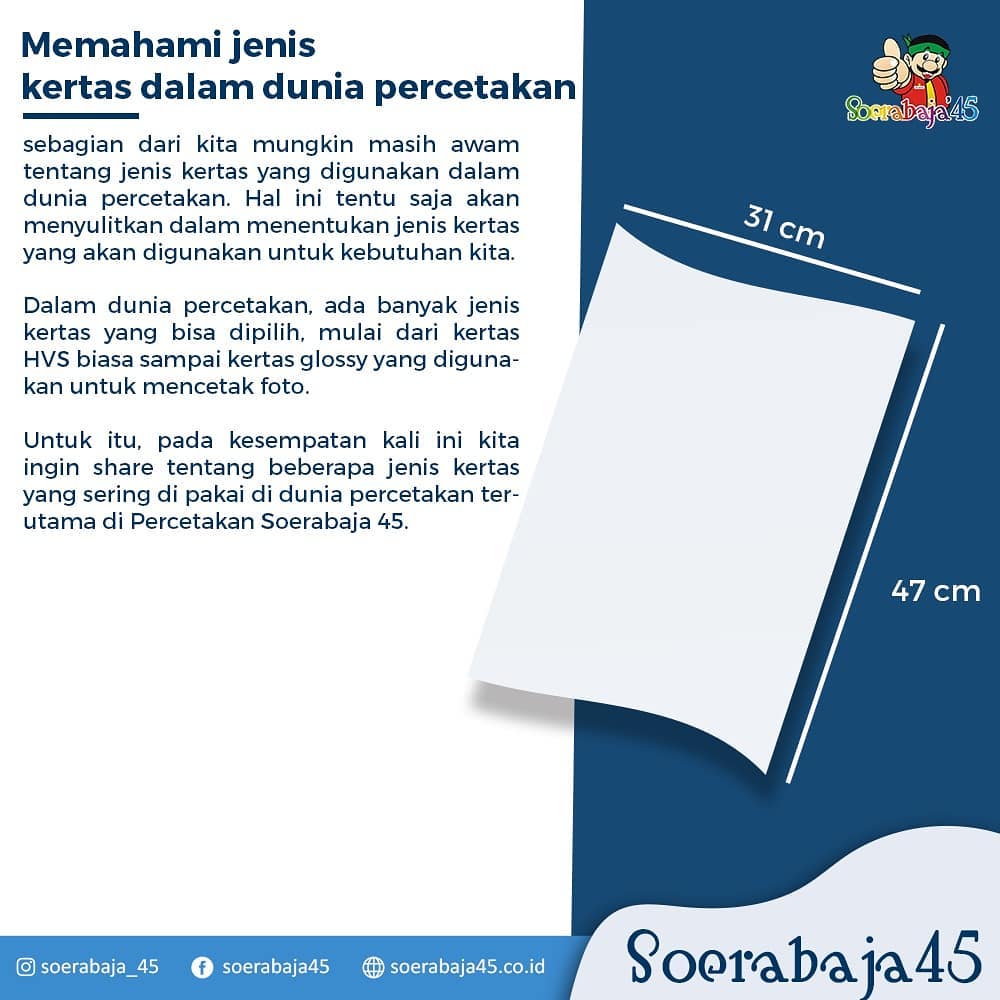 Memahami jenis
kertas dalam dunia percetakan
sebagian dari kita mungkin masih awam
tentang jenis kertas yang digunakan dalam
dunia percetakan. Hal ini tentu saja akan
menyulitkan dalam menentukan jenis kertas
yang akan digunakan untuk kebutuhan kita.
Dalam dunia percetakan, ada banyak jenis
kertas yang bisa dipilih, mulai dari kertas
HVS biasa sampai kertas glossy yang diguna-
kan untuk mencetak foto.
Untuk itu, pada kesempatan kali ini kita
ingin share tentang beberapa jenis kertas
yang sering di pakai di dunia percetakan ter-
utama di Percetakan Soerabaja 45.
Soerabaja'45
31 cm
47 cm
soerabaja_45
soerabaja45
soerabaja45.co.id
Soerabaja45